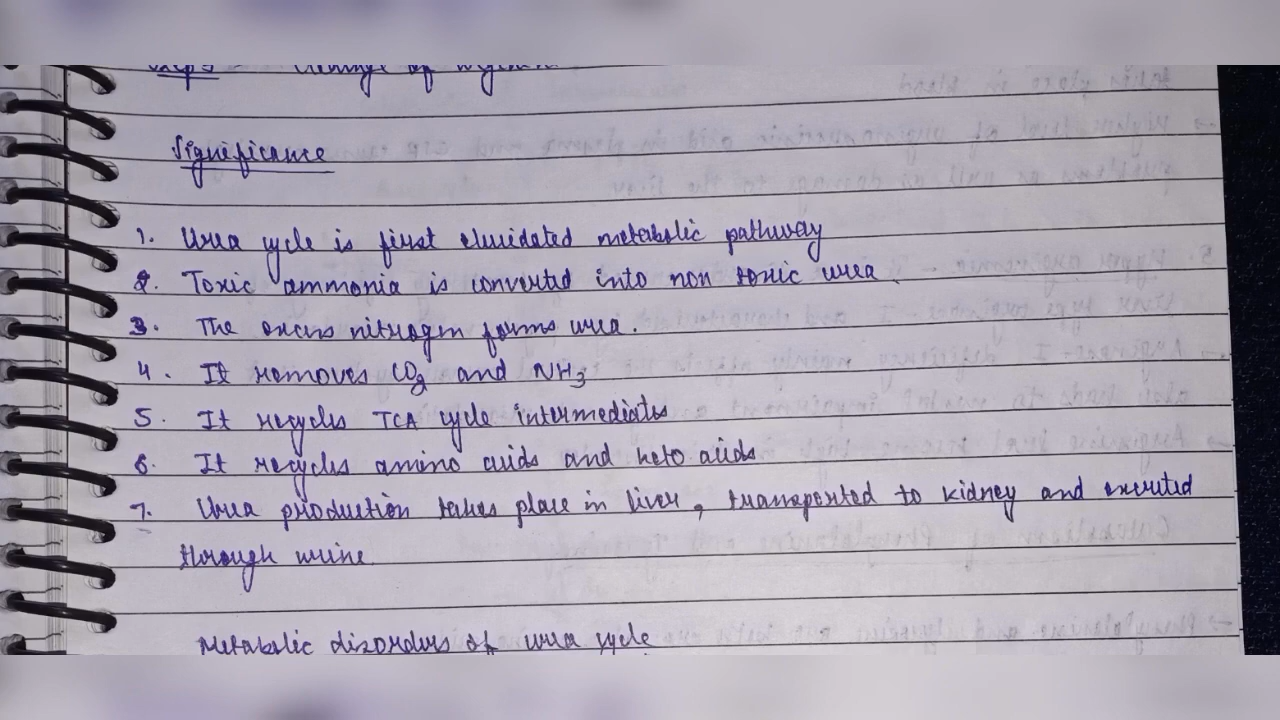 Significance
1. Urea cycle is first elucidated metabolic pathway
2. Toxic ammonia is converted into non toxic urea
3. The excess nitrogen forms urea.
4. It removes CO2 and NH3
5. It recycles TCA cycle intermediates
6. It recycles amino acids and keto acids
7. Urea production takes place in liver, transported to kidney and excreted
through urine.
Metabolic disorders of urea cycle